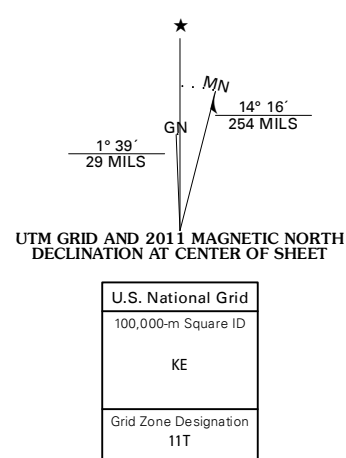 ★
MN
GN
1° 39´
29 MILS
14° 16´
254 MILS
UTM GRID AND 2011 MAGNETIC NORTH
DECLINATION AT CENTER OF SHEET
U.S. National Grid
100,000-m Square ID
KE
Grid Zone Designation
11T